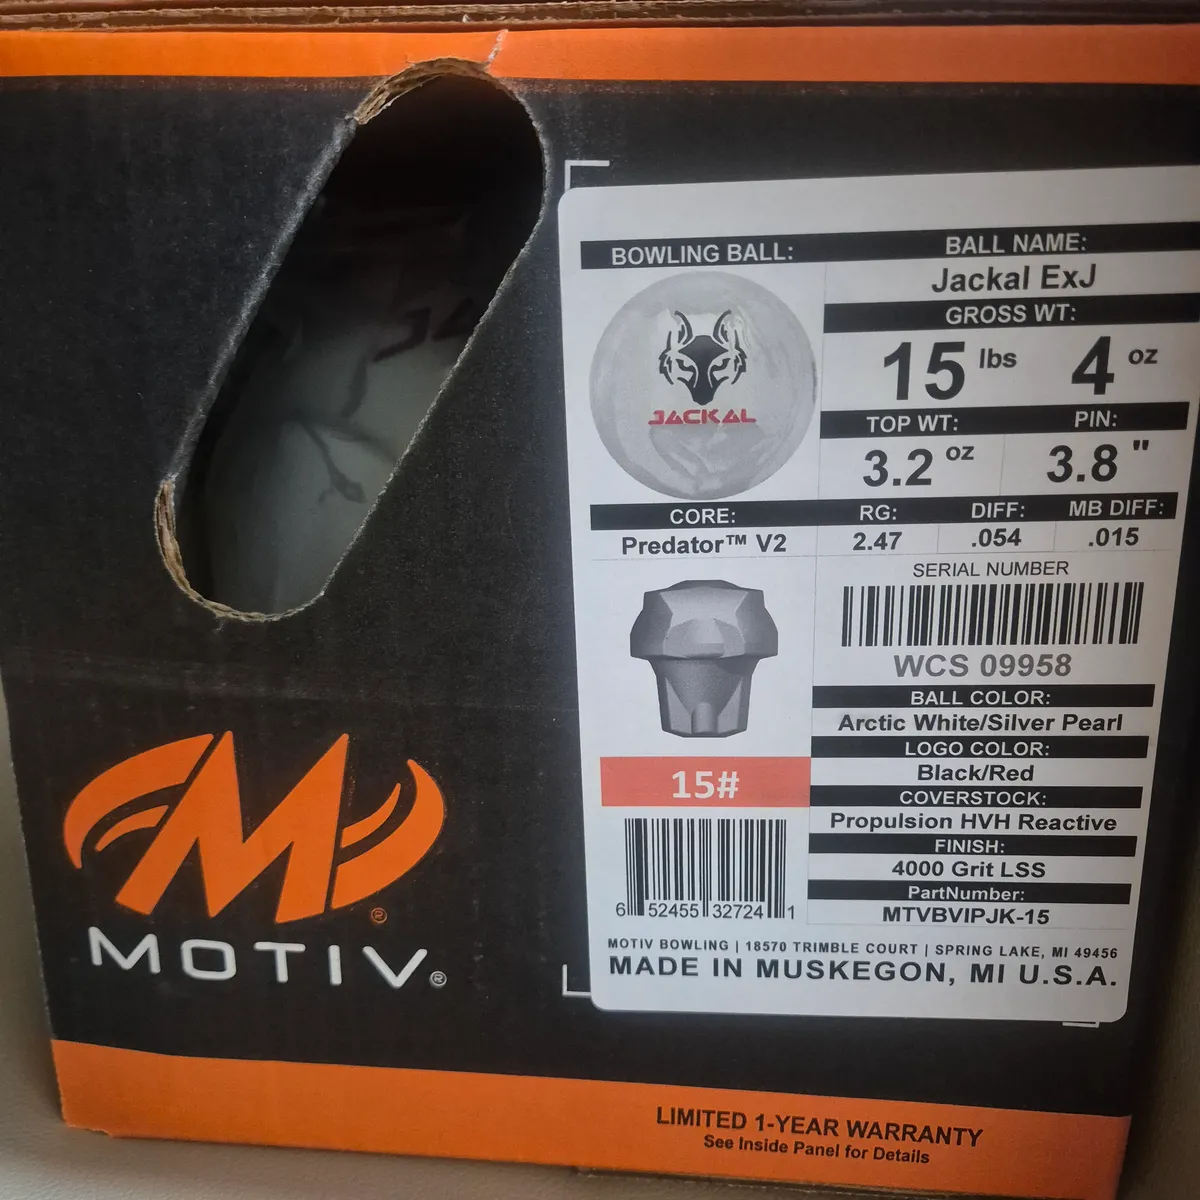 BOWLING BALL:
BALL NAME:
Jackal ExJ
GROSS WT:
15 lbs 4 oz
JACKAL
TOP WT: PIN:
3.2 oz 3.8 "
CORE: RG: DIFF: MB DIFF:
Predator™ V2 2.47 .054 .015
SERIAL NUMBER
WCS 09958
BALL COLOR:
Arctic White/Silver Pearl
LOGO COLOR:
Black/Red
15#
COVERSTOCK:
Propulsion HVH Reactive
FINISH:
4000 Grit LSS
PartNumber:
MTVBVIPJK-15
6 52455 32724 1
MOTIV BOWLING | 18570 TRIMBLE COURT | SPRING LAKE, MI 49456
MADE IN MUSKEGON, MI U.S.A.
M®
MOTIV®
LIMITED 1-YEAR WARRANTY
See Inside Panel for Details